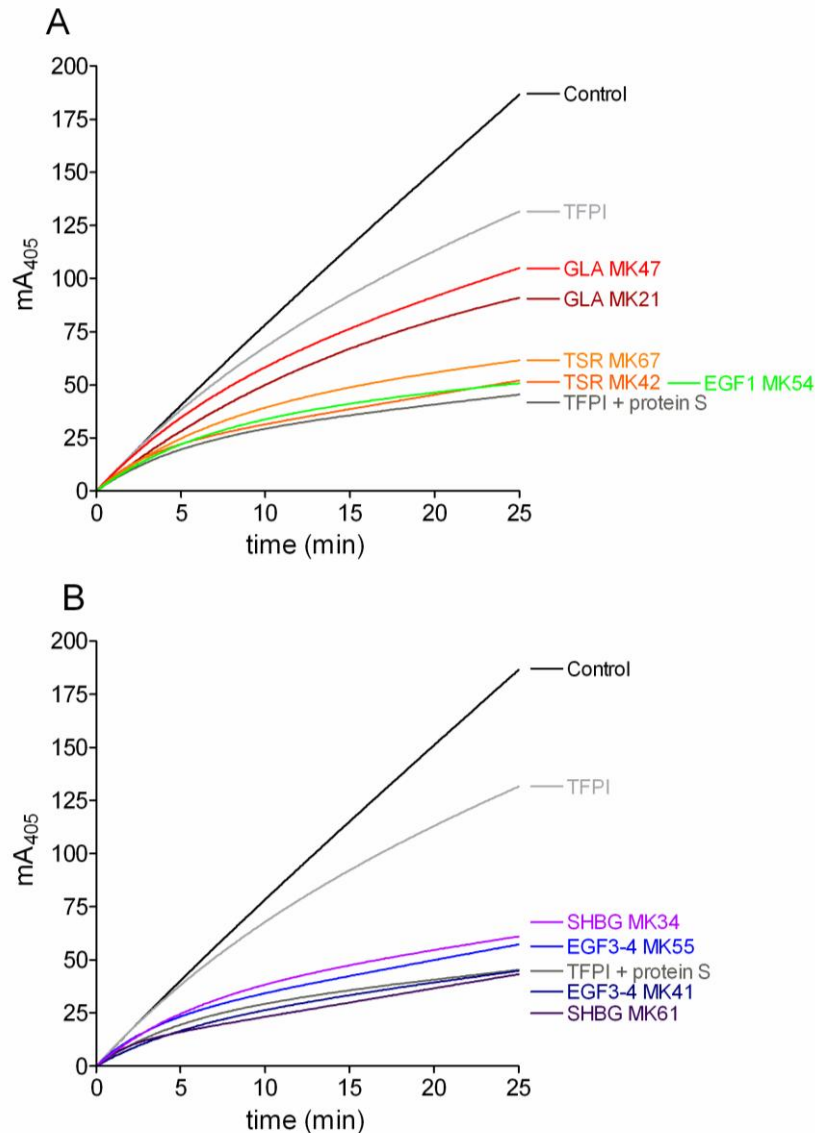 A
200
175
150
125
100
75
50
25
0
mA405
0 5 10 15 20 25
time (min)
Control
TFPI
GLA MK47
GLA MK21
TSR MK67
TSR MK42 EGF1 MK54
TFPI + protein S
B
200
175
150
125
100
75
50
25
0
mA405
0 5 10 15 20 25
time (min)
Control
TFPI
SHBG MK34
EGF3-4 MK55
TFPI + protein S
EGF3-4 MK41
SHBG MK61